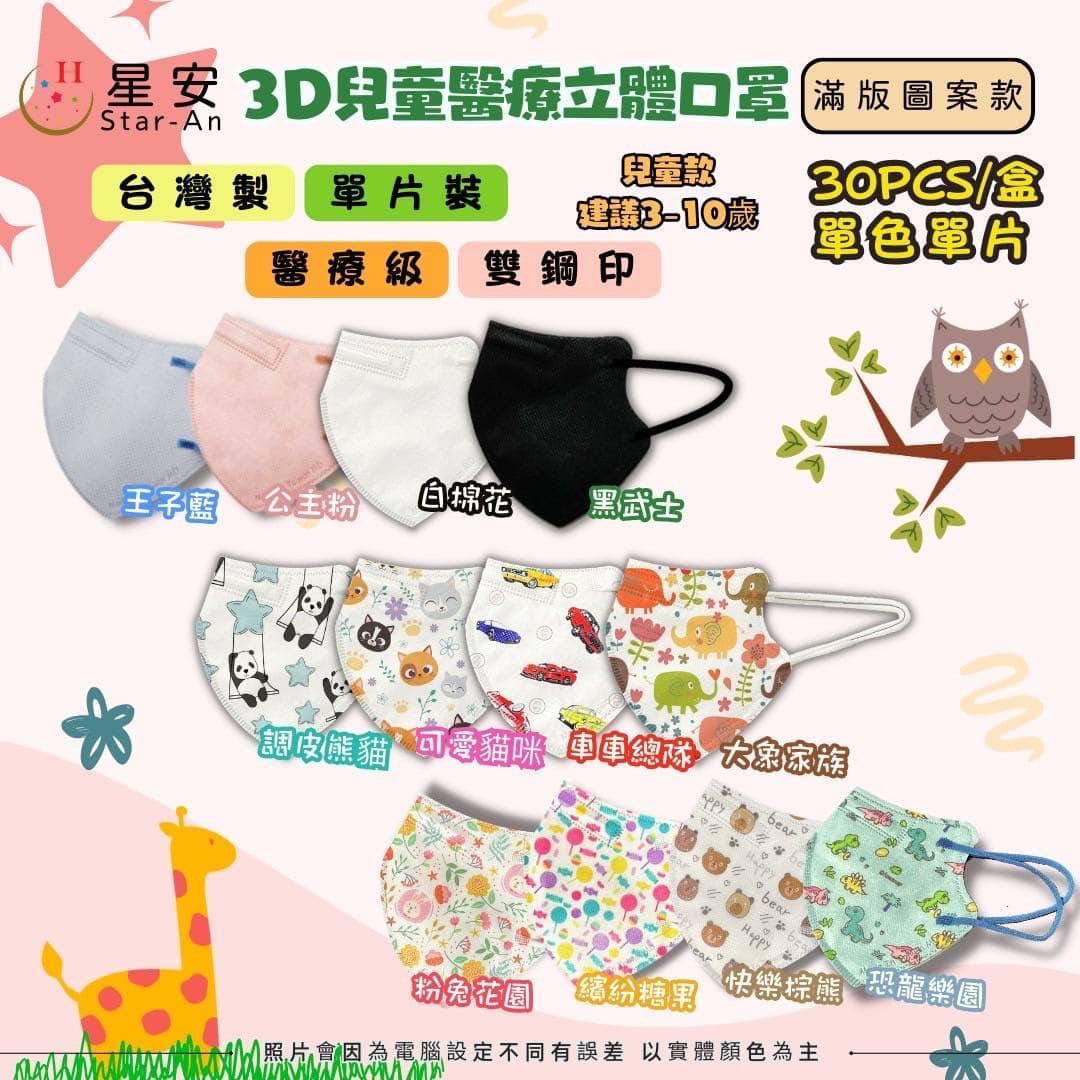 H
星安
Star-An
3D兒童醫療立體口罩
滿版圖案款
台灣製
單片裝
兒童款
建議3-10歲
30PCS/盒
單色單片
醫療級
雙鋼印
王子藍
公主粉
白棉花
黑武士
調皮熊貓
可愛貓咪
車車總隊
大象家族
Happy
bear
bear
Happy
粉兔花園
繽紛糖果
快樂棕熊
恐龍樂園
照片會因為電腦設定不同有誤差 以實體顏色為主